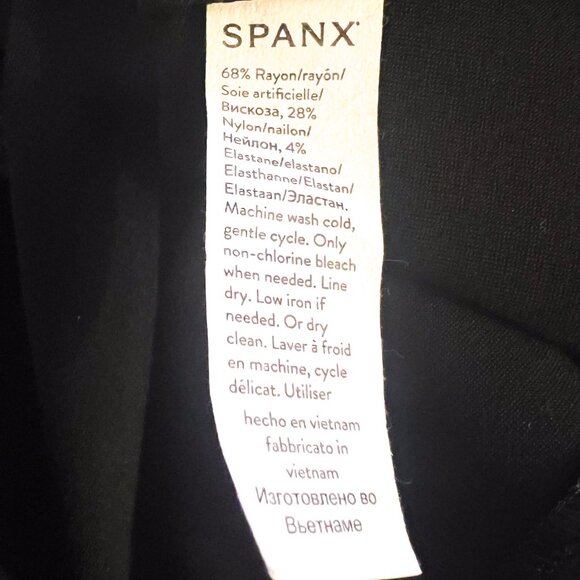 SPANX
68% Rayon/rayón/
Soie artificielle/
Вискоза, 28%
Nylon/nailon/
Нейлон, 4%
Elastane/elastano/
Elasthanne/Elastan/
Elastaan/Эластан.
Machine wash cold,
gentle cycle. Only
non-chlorine bleach
when needed. Line
dry. Low iron if
needed. Or dry
clean. Laver à froid
en machine, cycle
délicat. Utiliser
hecho en vietnam
fabbricato in
vietnam
Изготовлено во
Вьетнаме